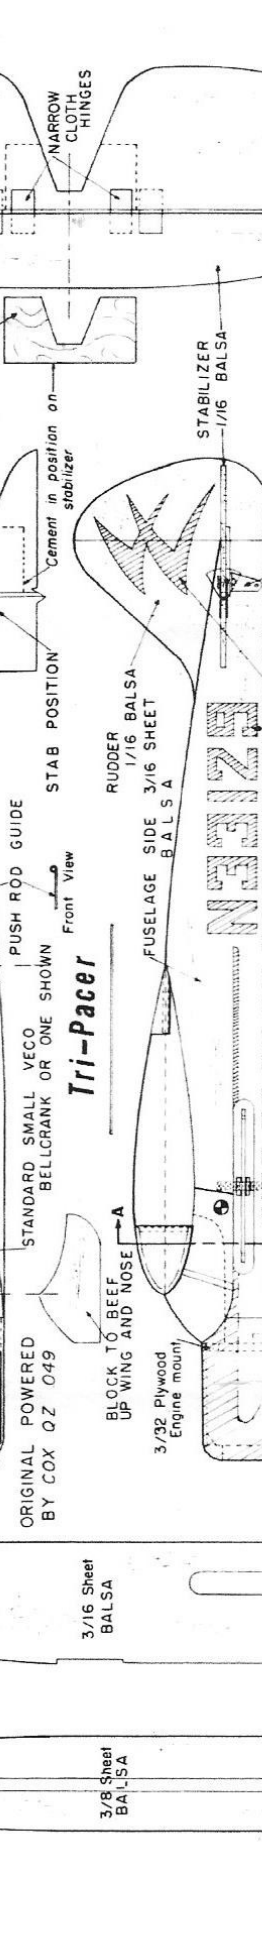 NARROW
CLOTH
HINGES
STABILIZER
1/16 BALSA
Cement in position on
stabilizer
STAB POSITION
RUDDER
1/16 BALSA
FUSELAGE SIDE 3/16 SHEET
BALSA
PUSH ROD GUIDE
Front View
STANDARD SMALL VECO
BELLCRANK OR ONE SHOWN
Tri-Pacer
A
BLOCK TO BEEF
UP WING AND NOSE
3/32 Plywood
Engine mount
ORIGINAL POWERED
BY COX QZ .049
3/16 Sheet
BALSA
3/8 Sheet
BALSA